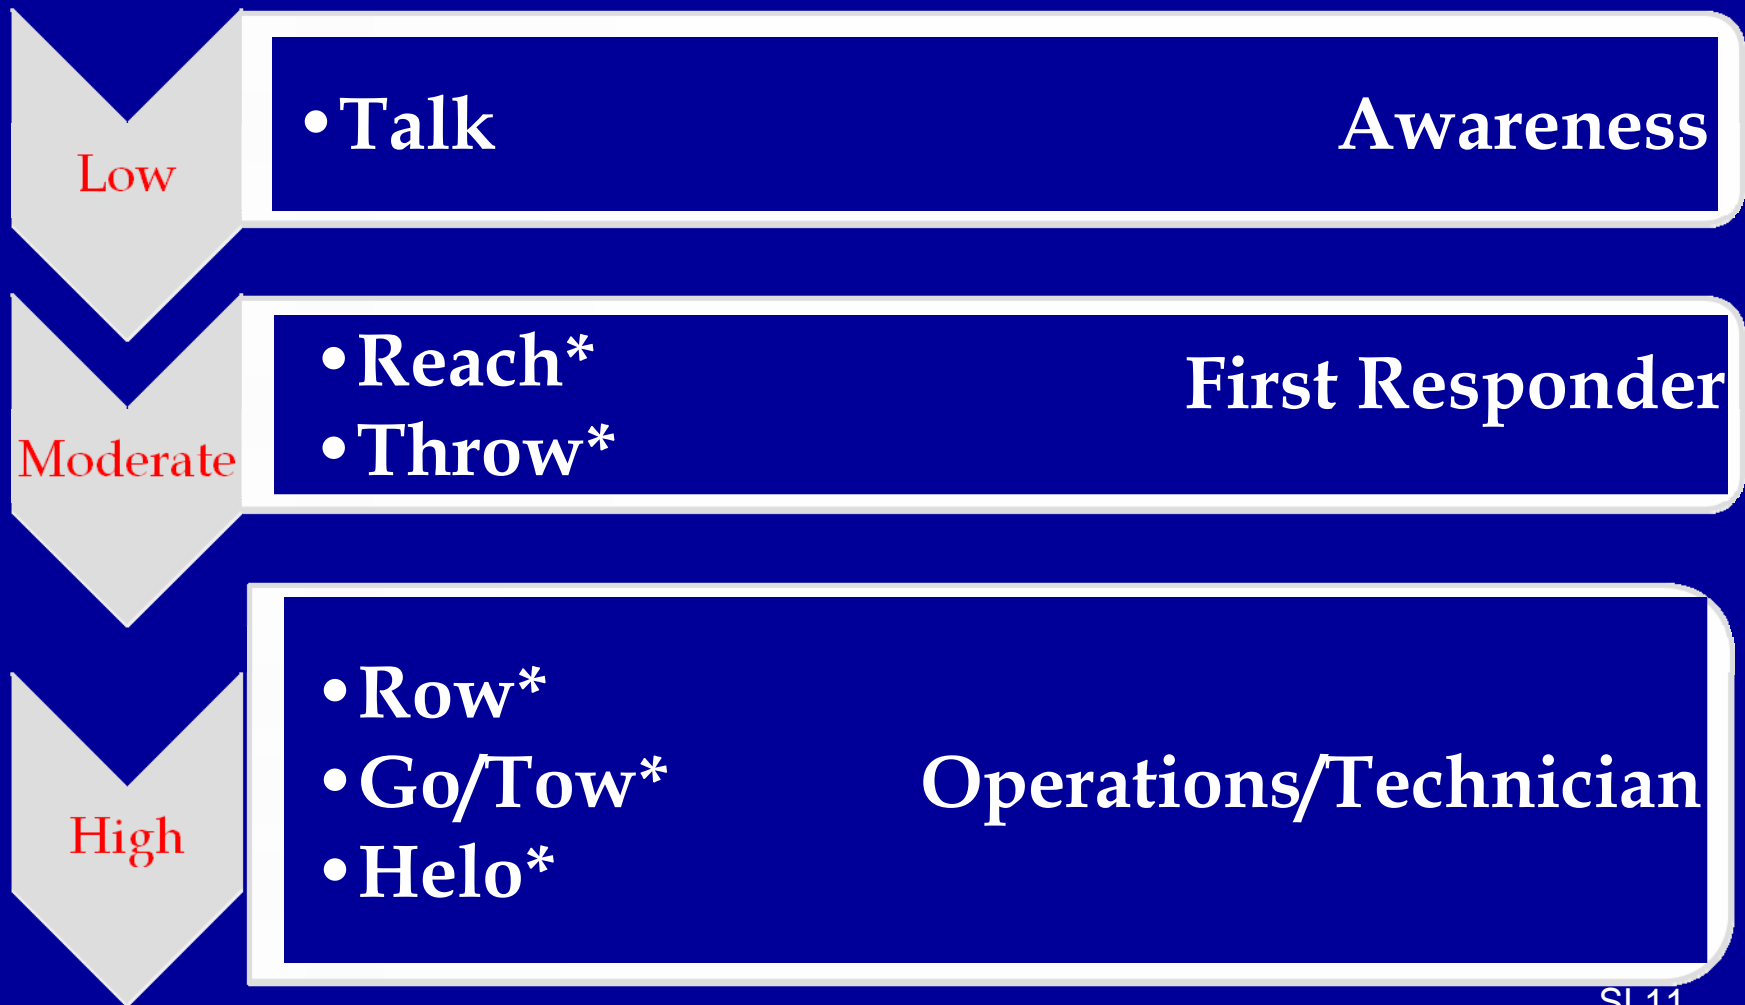 Low
•Talk Awareness
Moderate
•Reach*
First Responder
•Throw*
High
•Row*
•Go/Tow* Operations/Technician
•Helo*